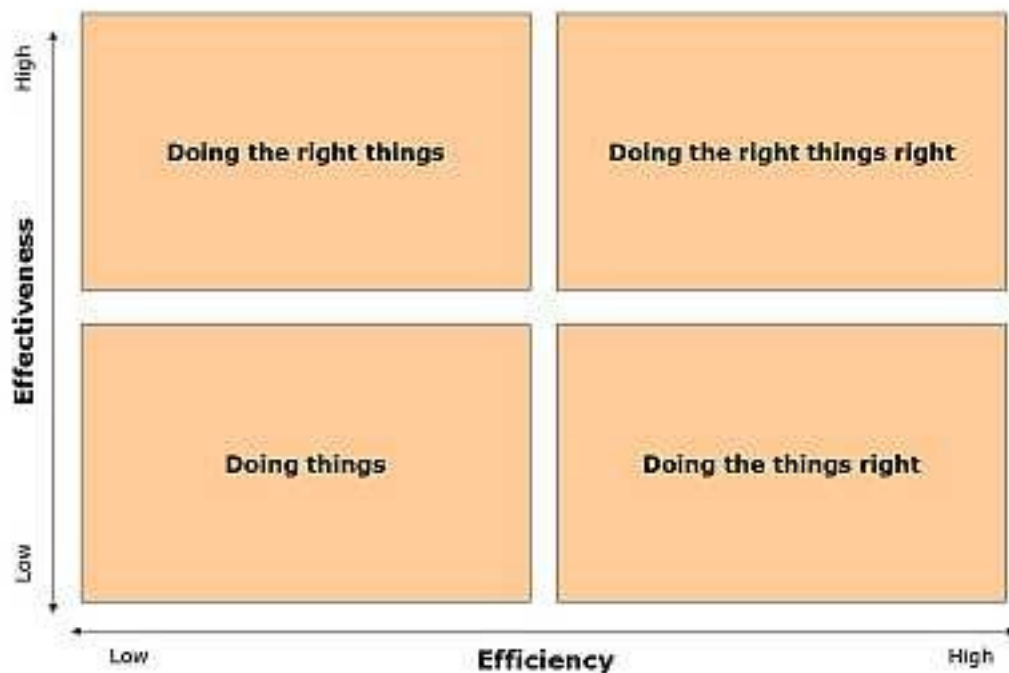 High
Doing the right things
Doing the right things right
Effectiveness
Doing things
Doing the things right
Low
Low
Efficiency
High